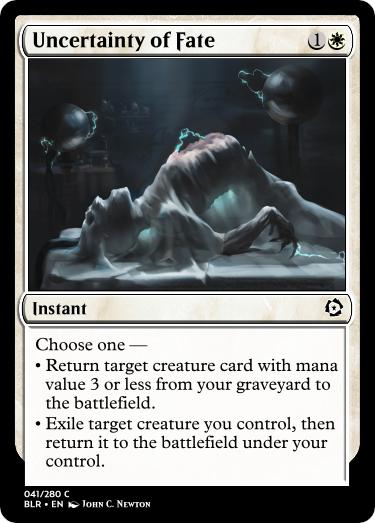 Uncertainty of Fate 1
Instant
Choose one —
• Return target creature card with mana
value 3 or less from your graveyard to
the battlefield.
• Exile target creature you control, then
return it to the battlefield under your
control.
041/280 C
BLR • EN John C. Newton